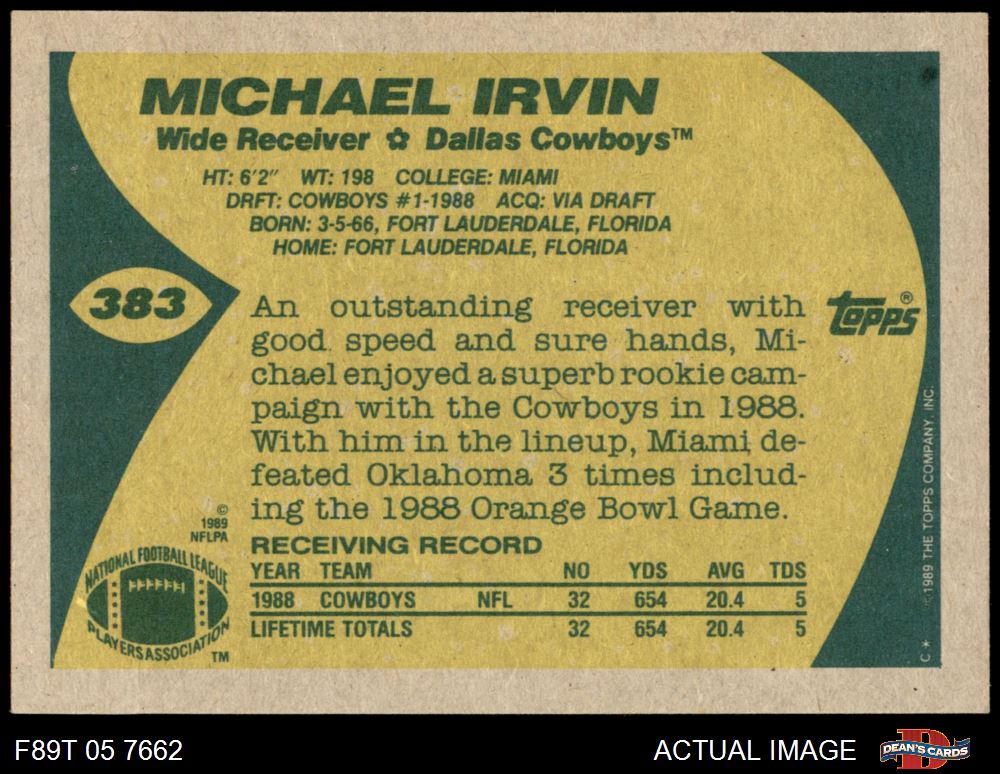 MICHAEL IRVIN
Wide Receiver ✿ Dallas Cowboys™
HT: 6'2" WT: 198 COLLEGE: MIAMI
DRFT: COWBOYS #1-1988 ACQ: VIA DRAFT
BORN: 3-5-66, FORT LAUDERDALE, FLORIDA
HOME: FORT LAUDERDALE, FLORIDA
383
topps®
An outstanding receiver with
good speed and sure hands, Mi-
chael enjoyed a superb rookie cam-
paign with the Cowboys in 1988.
With him in the lineup, Miami de-
feated Oklahoma 3 times includ-
ing the 1988 Orange Bowl Game.
©
1989
NFLPA
NATIONAL FOOTBALL LEAGUE
PLAYERS ASSOCIATION
TM
RECEIVING RECORD
YEAR TEAM NO YDS AVG TDS
1988 COWBOYS NFL 32 654 20.4 5
LIFETIME TOTALS 32 654 20.4 5
C* ©1989 THE TOPPS COMPANY, INC.
F89T 05 7662
ACTUAL IMAGE
DEAN'S CARDS